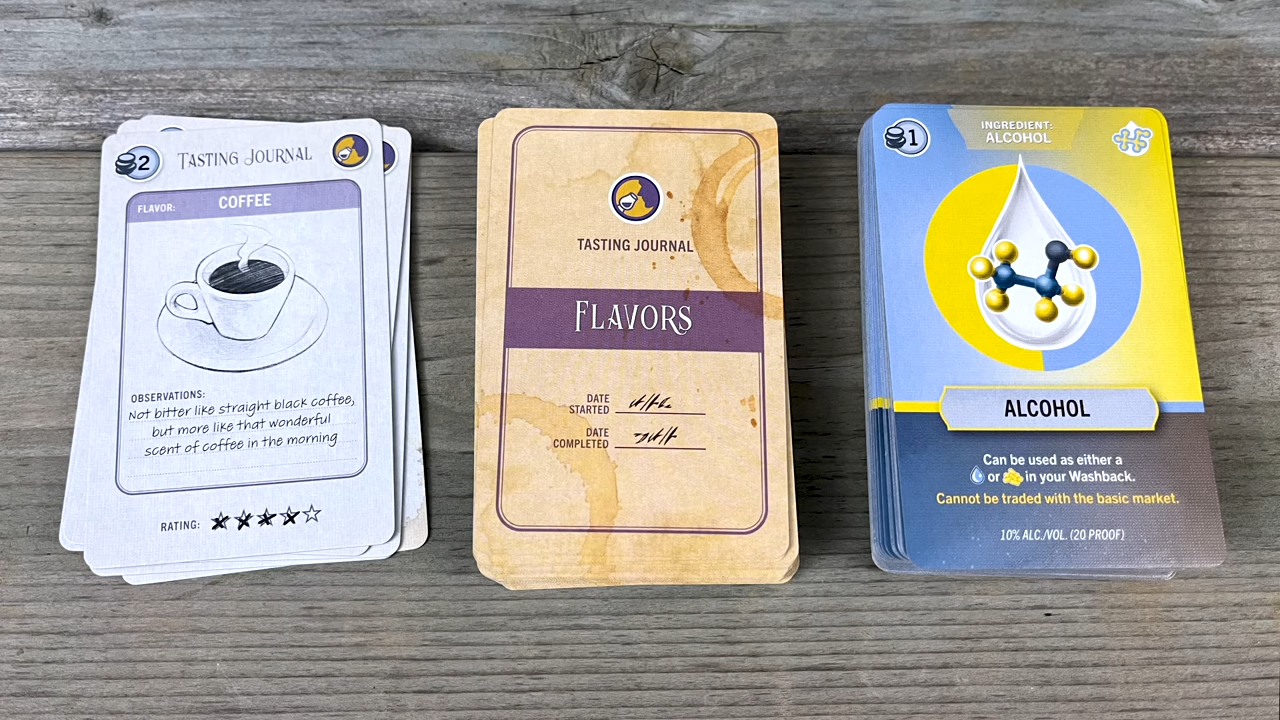 2
TASTING JOURNAL
FLAVOR: COFFEE
OBSERVATIONS:
Not bitter like straight black coffee,
but more like that wonderful
scent of coffee in the morning
RATING:
TASTING JOURNAL
FLAVORS
DATE
STARTED
DATE
COMPLETED
1
INGREDIENT:
ALCOHOL
ALCOHOL
Can be used as either a
or in your Washback.
Cannot be traded with the basic market.
10% ALC./VOL. (20 PROOF)